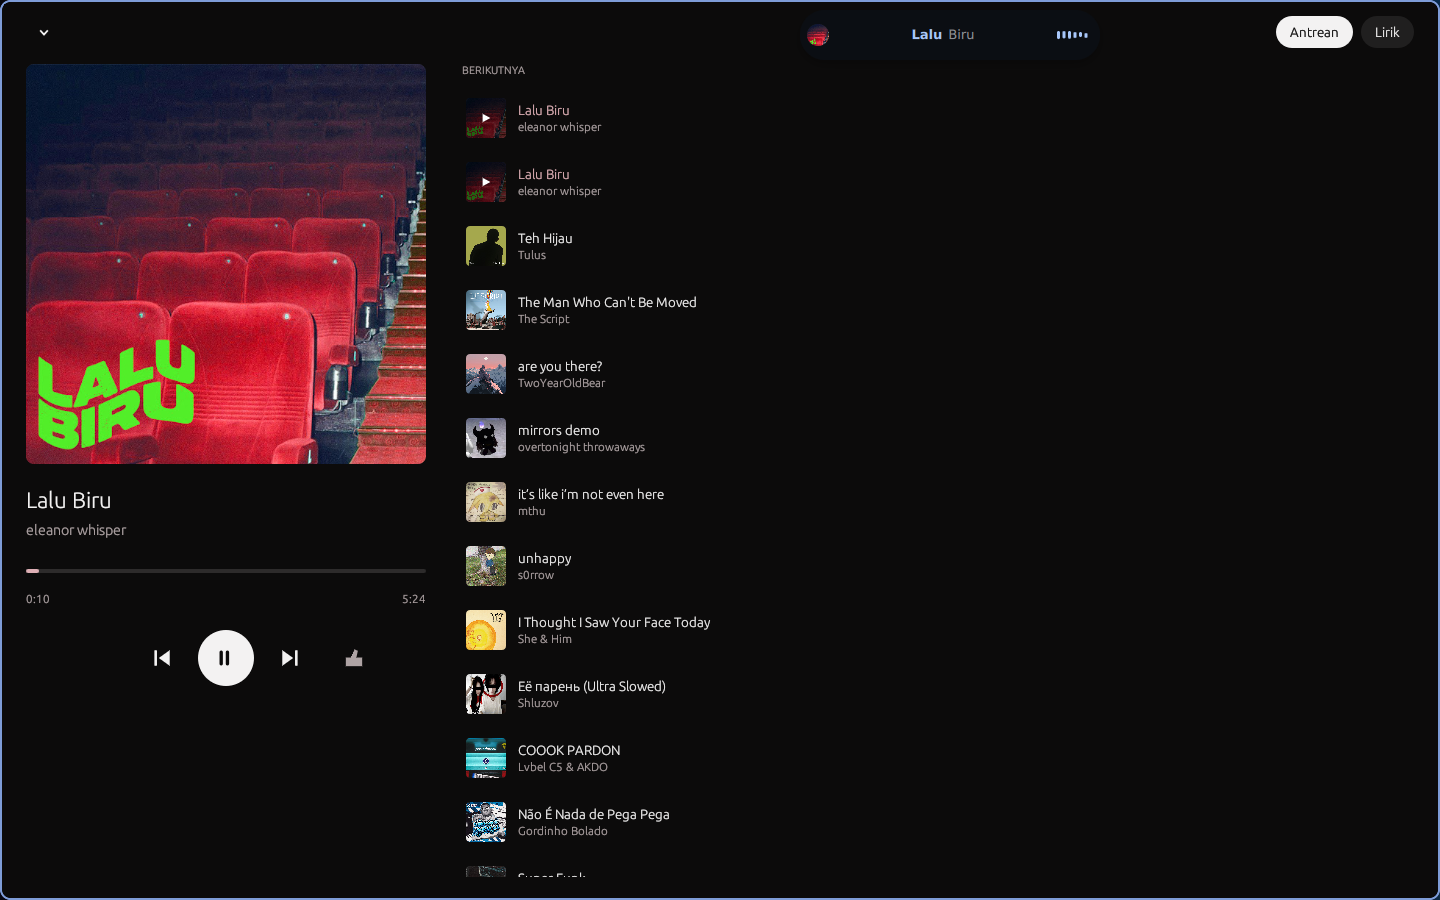 Lalu Biru
Antrean
Lirik
BERIKUTNYA
LALU
BIRU
Lalu Biru
eleanor whisper
0:10
5:24
Lalu Biru
eleanor whisper
Lalu Biru
eleanor whisper
Teh Hijau
Tulus
The Man Who Can't Be Moved
The Script
are you there?
TwoYearOldBear
mirrors demo
overtonight throwaways
it’s like i’m not even here
mthu
unhappy
s0rrow
I Thought I Saw Your Face Today
She & Him
Её парень (Ultra Slowed)
Shluzov
COOOK PARDON
Lvbel C5 & AKDO
Não É Nada de Pega Pega
Gordinho Bolado